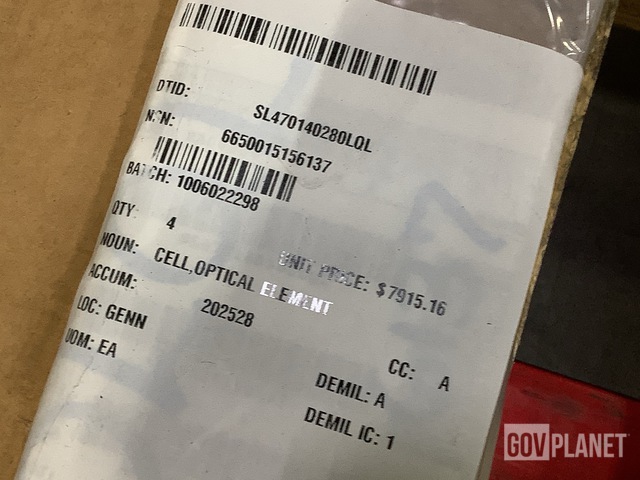 DTID: SL470140280LQL
NSN: 6650015156137
BATCH: 1006022298
QTY 4 UNIT PRICE: $7915.16
NOUN: CELL,OPTICAL ELEMENT
ACCUM: 202528
LOC: GENN
UOM: EA CC: A
DEMIL: A
DEMIL IC: 1
GOVPLANET